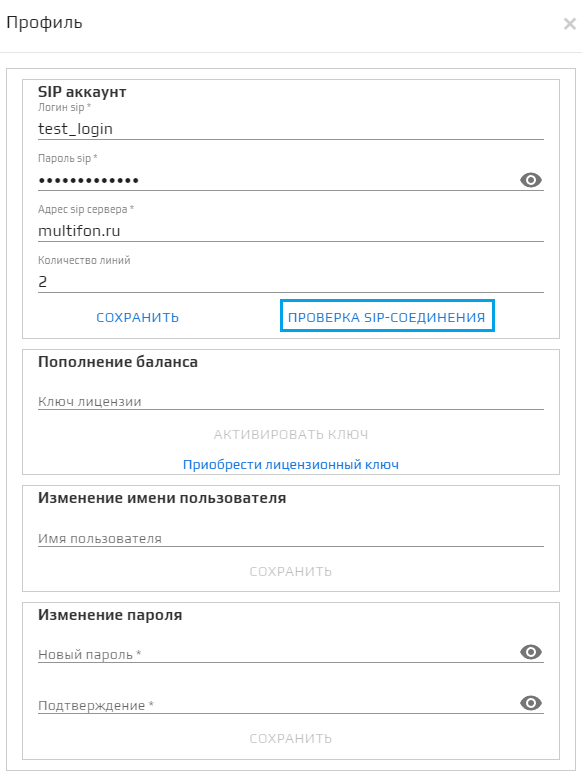 Профиль
SIP аккаунт
Логин sip *
test_login
Пароль sip *
•••••••••••••
Адрес sip сервера *
multifon.ru
Количество линий
2
СОХРАНИТЬ
ПРОВЕРКА SIP-СОЕДИНЕНИЯ
Пополнение баланса
Ключ лицензии
АКТИВИРОВАТЬ КЛЮЧ
Приобрести лицензионный ключ
Изменение имени пользователя
Имя пользователя
СОХРАНИТЬ
Изменение пароля
Новый пароль *
Подтверждение *
СОХРАНИТЬ